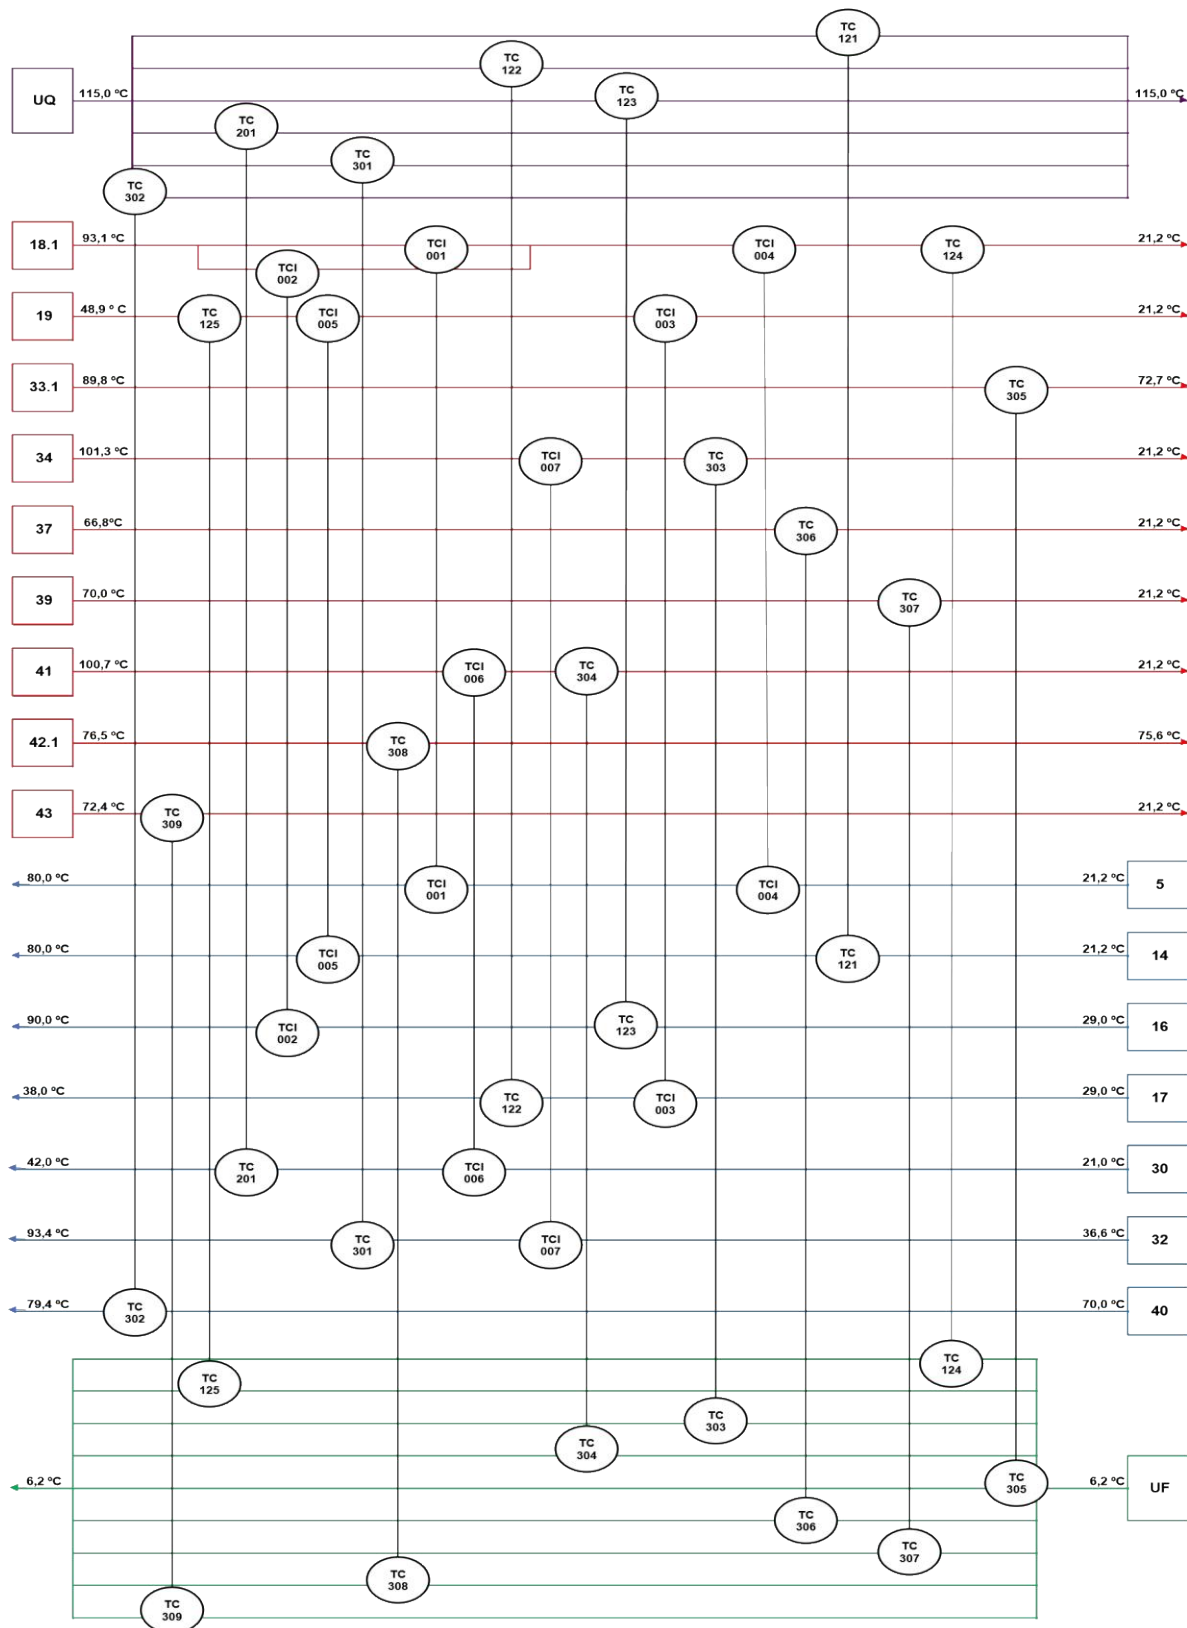 TC
121
TC
122
UQ
115,0 ºC
TC
123
115,0 ºC
TC
201
TC
301
TC
302
18.1
93,1 ºC
TCI
001
TCI
004
TC
124
21,2 ºC
TCI
002
19
48,9 º C
TC
125
TCI
005
TCI
003
21,2 ºC
33.1
89,8 ºC
TC
305
72,7 ºC
34
101,3 ºC
TCI
007
TC
303
21,2 ºC
37
66,8ºC
TC
306
21,2 ºC
39
70,0 ºC
TC
307
21,2 ºC
41
100,7 ºC
TCI
006
TC
304
21,2 ºC
42.1
76,5 ºC
TC
308
75,6 ºC
43
72,4 ºC
TC
309
21,2 ºC
80,0 ºC
TCI
001
TCI
004
21,2 ºC
5
80,0 ºC
TCI
005
TC
121
21,2 ºC
14
90,0 ºC
TCI
002
TC
123
29,0 ºC
16
38,0 ºC
TC
122
TCI
003
29,0 ºC
17
42,0 ºC
TC
201
TCI
006
21,0 ºC
30
93,4 ºC
TC
301
TCI
007
36,6 ºC
32
79,4 ºC
TC
302
70,0 ºC
40
TC
124
TC
125
TC
303
TC
304
6,2 ºC
TC
305
6,2 ºC
UF
TC
306
TC
307
TC
308
TC
309